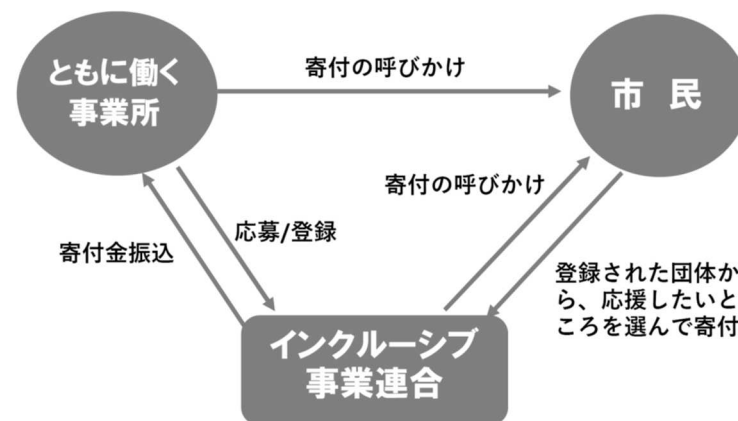 ともに働く
事業所
寄付の呼びかけ
市 民
寄付の呼びかけ
応募/登録
寄付金振込
登録された団体か
ら、応援したいと
ころを選んで寄付
インクルーシブ
事業連合